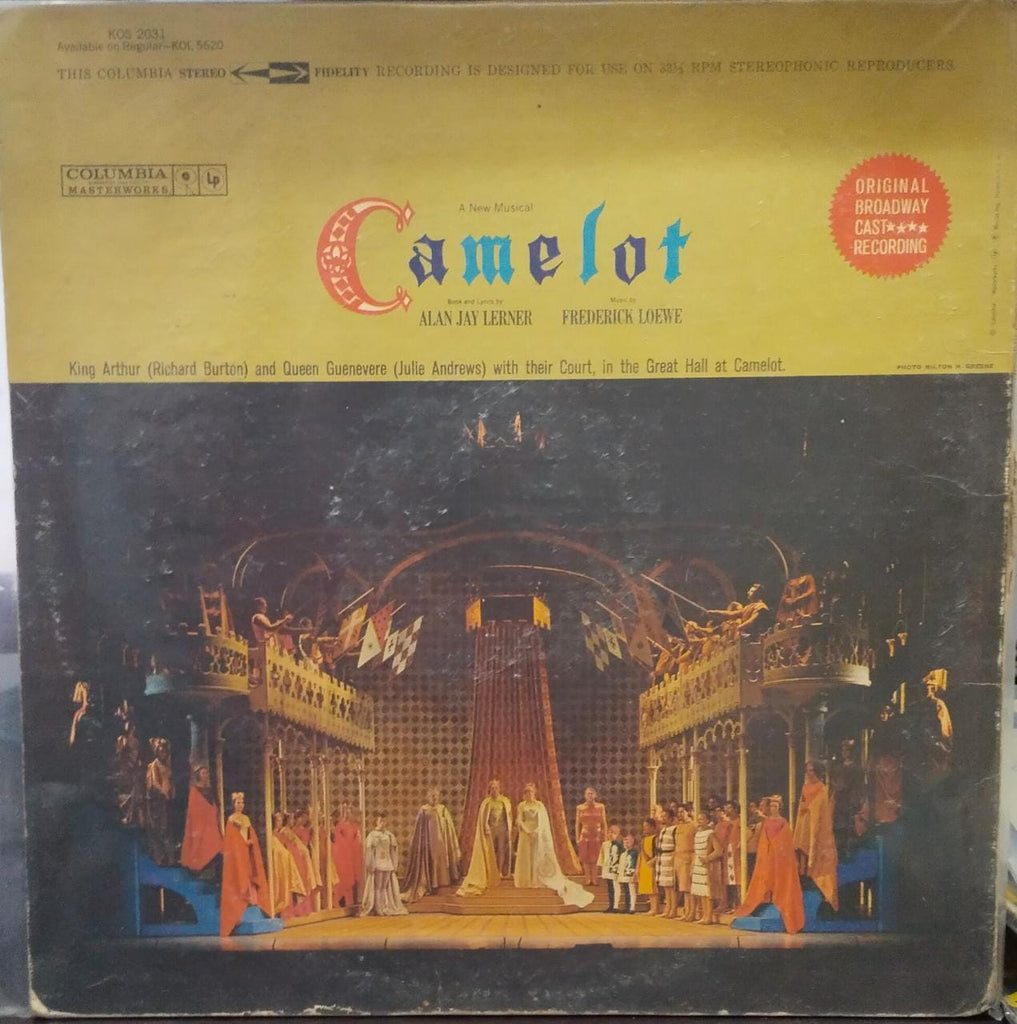 KOS 2031
Available on Regular—KOL 5620
THIS COLUMBIA STEREO FIDELITY RECORDING IS DESIGNED FOR USE ON 33⅓ RPM STEREOPHONIC REPRODUCERS
COLUMBIA
MASTERWORKS
Lp
A New Musical
Camelot
Book and Lyrics by
ALAN JAY LERNER
Music by
FREDERICK LOEWE
ORIGINAL
BROADWAY
CAST★★★★
RECORDING
King Arthur (Richard Burton) and Queen Guenevere (Julie Andrews) with their Court, in the Great Hall at Camelot.
PHOTO MILTON H. GREENE